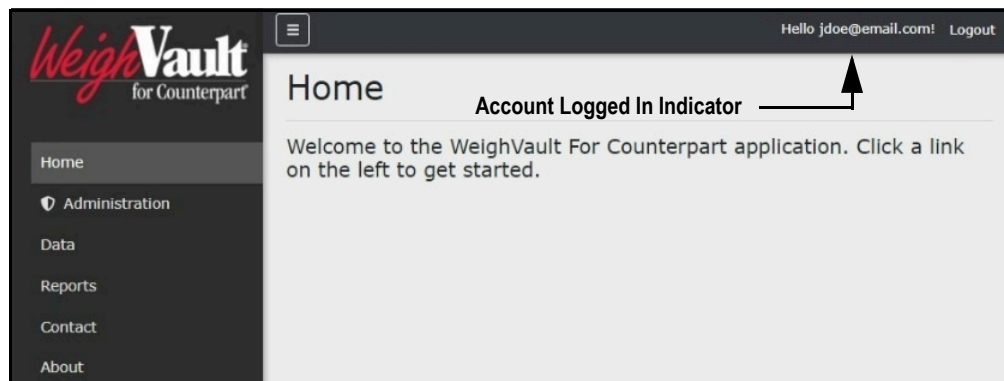 WeighVault
for Counterpart
Home
Administration
Data
Reports
Contact
About
Hello jdoe@email.com! Logout
Home
Account Logged In Indicator
Welcome to the WeighVault For Counterpart application. Click a link
on the left to get started.